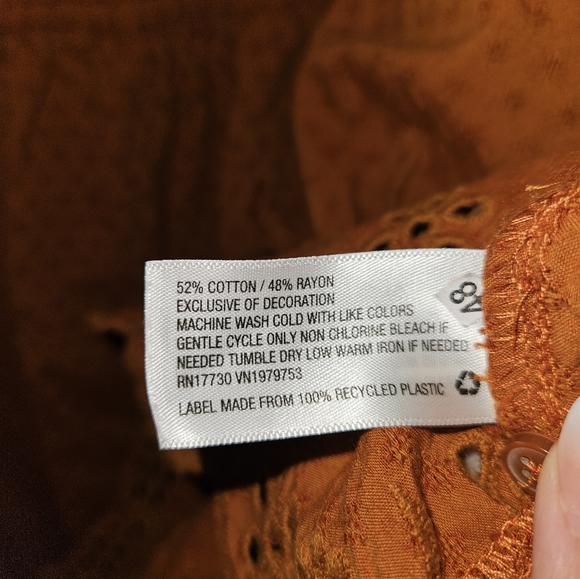 52% COTTON / 48% RAYON
EXCLUSIVE OF DECORATION
MACHINE WASH COLD WITH LIKE COLORS
GENTLE CYCLE ONLY NON CHLORINE BLEACH IF
NEEDED TUMBLE DRY LOW WARM IRON IF NEEDED
RN17730 VN1979753
LABEL MADE FROM 100% RECYCLED PLASTIC